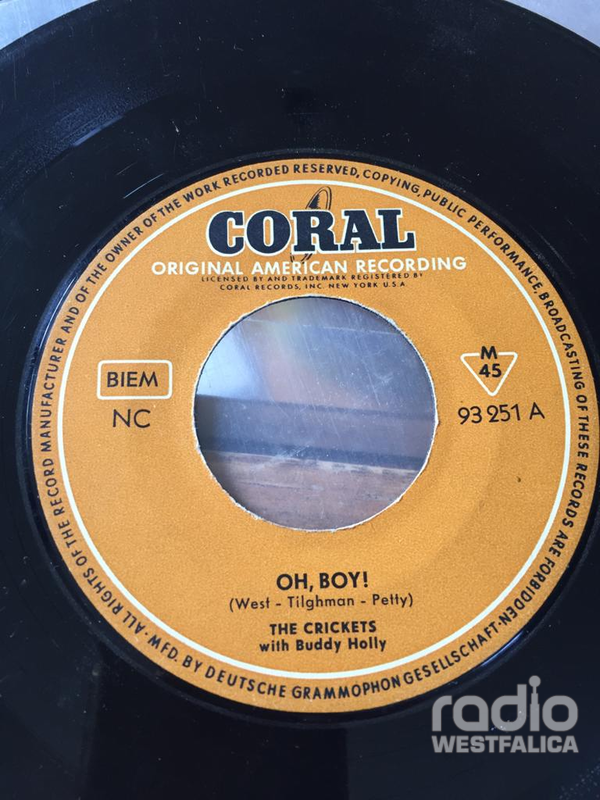 ALL RIGHTS OF THE RECORD MANUFACTURER AND OF THE OWNER OF THE WORK RECORDED RESERVED, COPYING, PUBLIC PERFORMANCE, BROADCASTING OF THESE RECORDS ARE FORBIDDEN·
CORAL
ORIGINAL AMERICAN RECORDING
LICENSED BY AND TRADEMARK REGISTERED BY
CORAL RECORDS, INC. NEW YORK U.S.A
BIEM
NC
M
45
93 251 A
OH, BOY!
(West - Tilghman - Petty)
THE CRICKETS
with Buddy Holly
·MFD. BY DEUTSCHE GRAMMOPHON GESELLSCHAFT·
radio
WESTFALICA